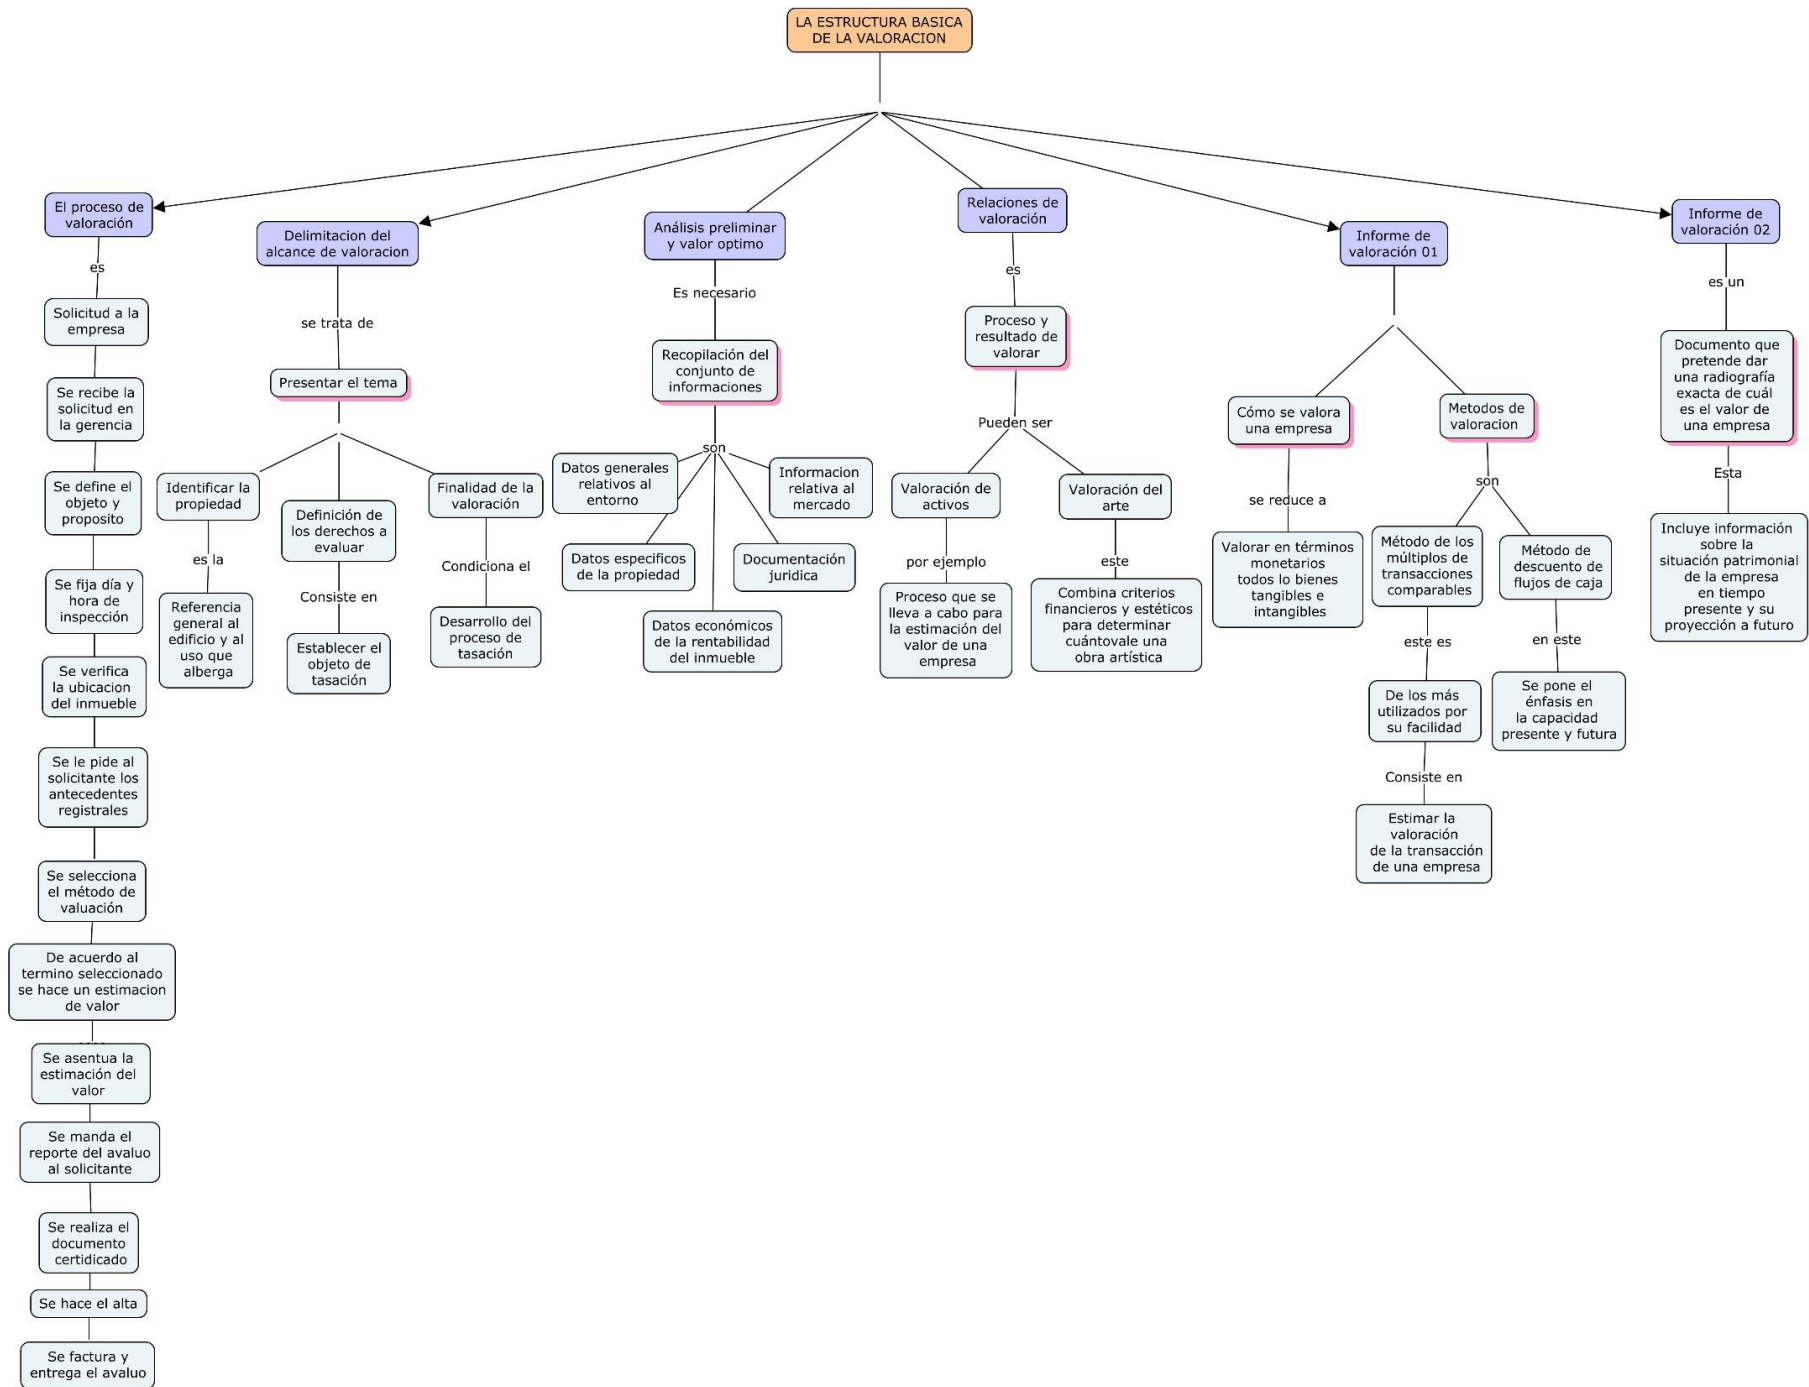 LA ESTRUCTURA BASICA
DE LA VALORACION
El proceso de
valoración
es
Solicitud a la
empresa
Se recibe la
solicitud en
la gerencia
Se define el
objeto y
proposito
Se fija día y
hora de
inspección
Se verifica
la ubicacion
del inmueble
Se le pide al
solicitante los
antecedentes
registrales
Se selecciona
el método de
valuación
De acuerdo al
termino seleccionado
se hace un estimacion
de valor
Se asentua la
estimación del
valor
Se manda el
reporte del avaluo
al solicitante
Se realiza el
documento
certidicado
Se hace el alta
Se factura y
entrega el avaluo
Delimitacion del
alcance de valoracion
se trata de
Presentar el tema
Identificar la
propiedad
es la
Referencia
general al
edificio y al
uso que
alberga
Definición de
los derechos a
evaluar
Consiste en
Establecer el
objeto de
tasación
Finalidad de la
valoración
Condiciona el
Desarrollo del
proceso de
tasación
Análisis preliminar
y valor optimo
Es necesario
Recopilación del
conjunto de
informaciones
son
Datos generales
relativos al
entorno
Datos especificos
de la propiedad
Datos económicos
de la rentabilidad
del inmueble
Documentación
juridica
Informacion
relativa al
mercado
Relaciones de
valoración
es
Proceso y
resultado de
valorar
Pueden ser
Valoración de
activos
por ejemplo
Proceso que se
lleva a cabo para
la estimación del
valor de una
empresa
Valoración del
arte
este
Combina criterios
financieros y estéticos
para determinar
cuántovale una
obra artística
Informe de
valoración 01
Cómo se valora
una empresa
se reduce a
Valorar en términos
monetarios
todos lo bienes
tangibles e
intangibles
Metodos de
valoracion
son
Método de los
múltiplos de
transacciones
comparables
este es
De los más
utilizados por
su facilidad
Consiste en
Estimar la
valoración
de la transacción
de una empresa
Método de
descuento de
flujos de caja
en este
Se pone el
énfasis en
la capacidad
presente y futura
Informe de
valoración 02
es un
Documento que
pretende dar
una radiografía
exacta de cuál
es el valor de
una empresa
Esta
Incluye información
sobre la
situación patrimonial
de la empresa
en tiempo
presente y su
proyección a futuro